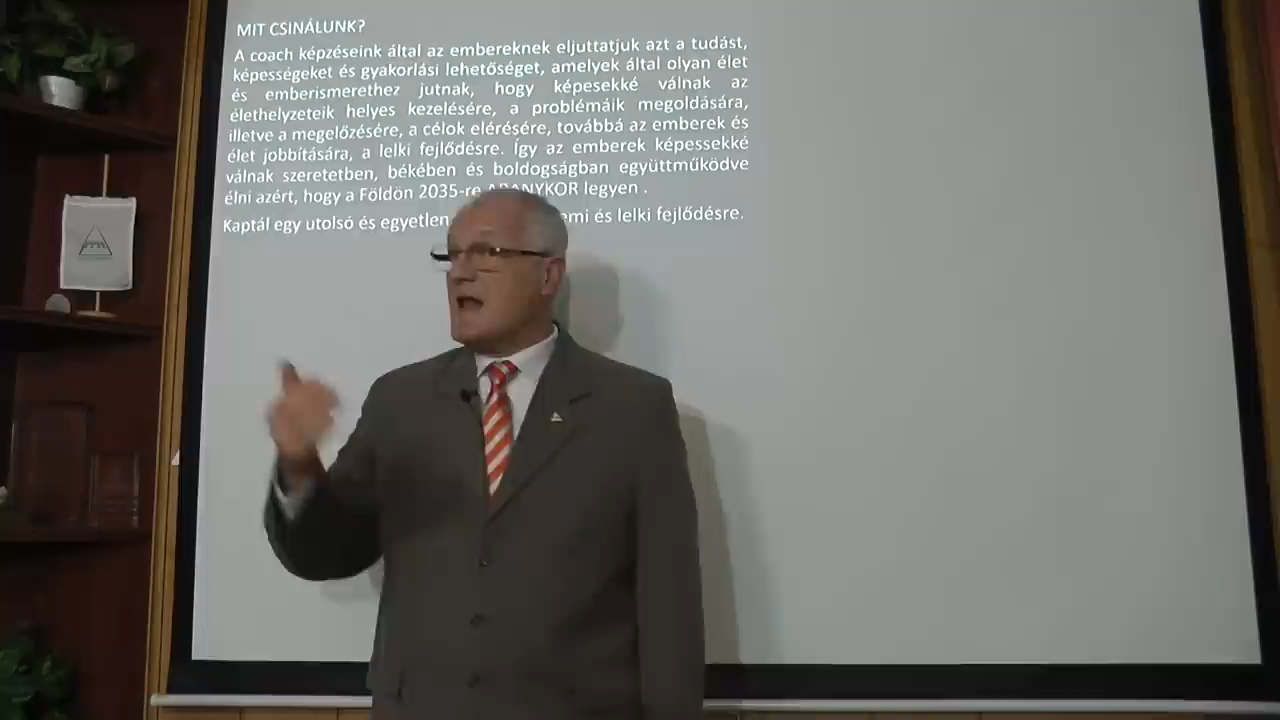 MIT CSINÁLUNK?
A coach képzéseink által az embereknek eljuttatjuk azt a tudást,
képességeket és gyakorlási lehetőséget, amelyek által olyan élet
és emberismerethez jutnak, hogy képesekké válnak az
élethelyzeteik helyes kezelésére, a problémáik megoldására,
illetve a megelőzésére, a célok elérésére, továbbá az emberek és
élet jobbítására, a lelki fejlődésre. Így az emberek képessekké
válnak szeretetben, békében és boldogságban együttműködve
élni azért, hogy a Földön 2035-re ARANYKOR legyen .
Kaptál egy utolsó és egyetlen és lelki fejlődésre.